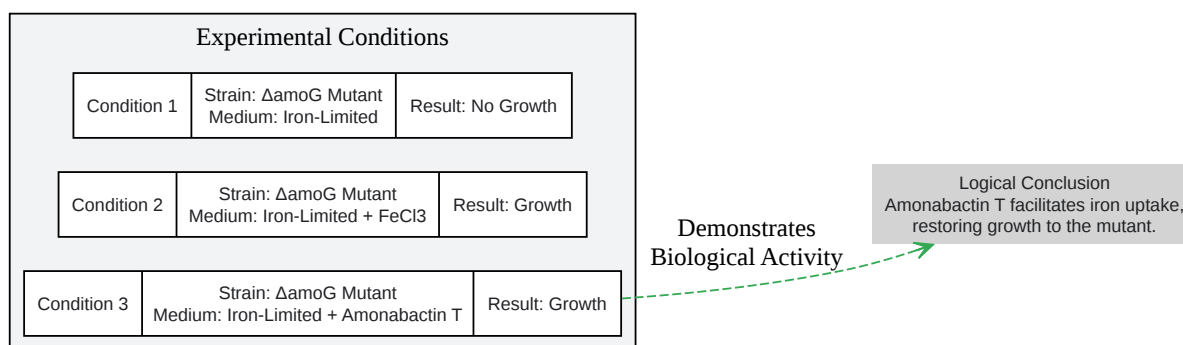 Experimental Conditions
Condition 1
Strain: ΔamoG Mutant
Medium: Iron-Limited
Result: No Growth
Condition 2
Strain: ΔamoG Mutant
Medium: Iron-Limited + FeCl3
Result: Growth
Condition 3
Strain: ΔamoG Mutant
Medium: Iron-Limited + Amonabactin T
Result: Growth
Demonstrates
Biological Activity
Logical Conclusion
Amonabactin T facilitates iron uptake,
restoring growth to the mutant.